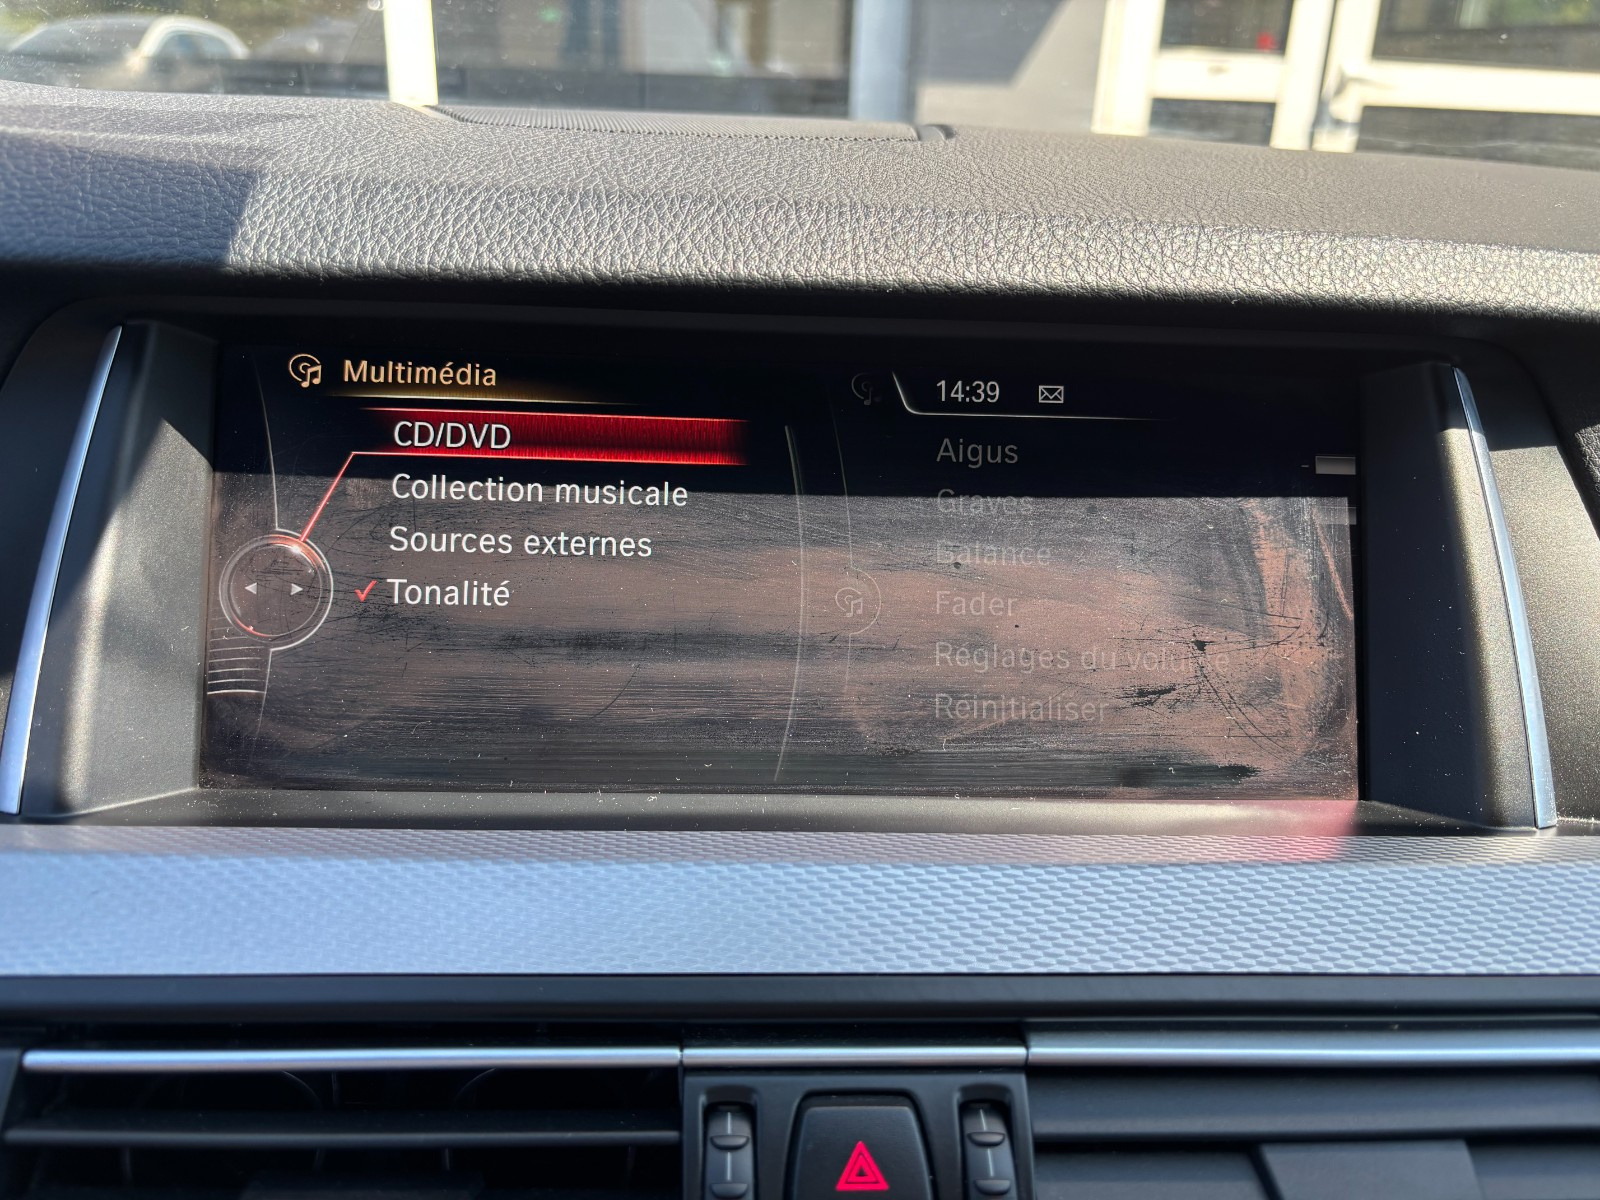 Multimédia
CD/DVD
Collection musicale
Sources externes
Tonalité
14:39
Aigus
Graves
Balance
Fader
Réglages du volume
Réinitialiser